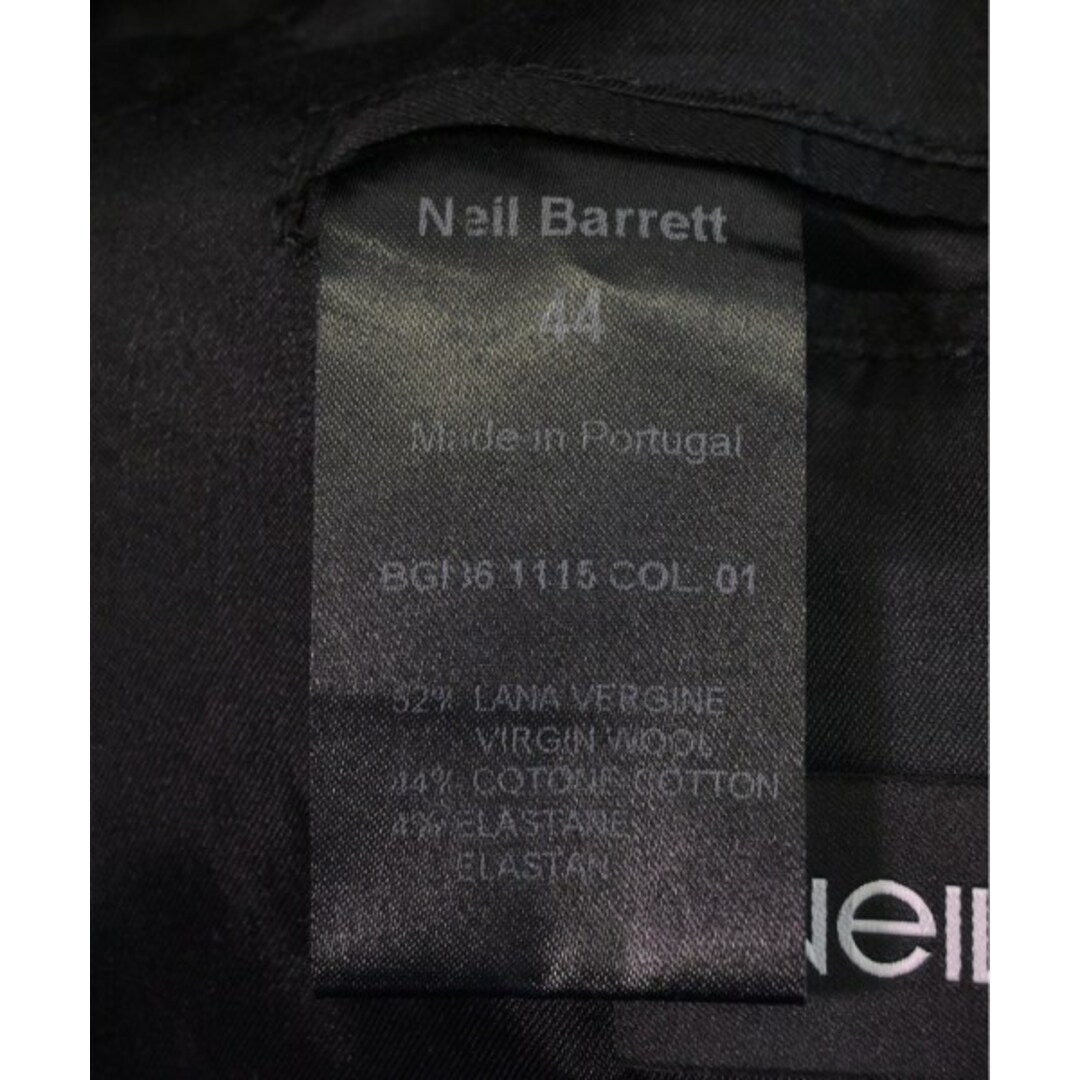 Neil Barrett
44
Made in Portugal
1115 COL. 01
52% LANA VERGINE
VIRGIN WOOL
44% COTONE COTTON
4% ELASTANE
ELASTAN
NEIL